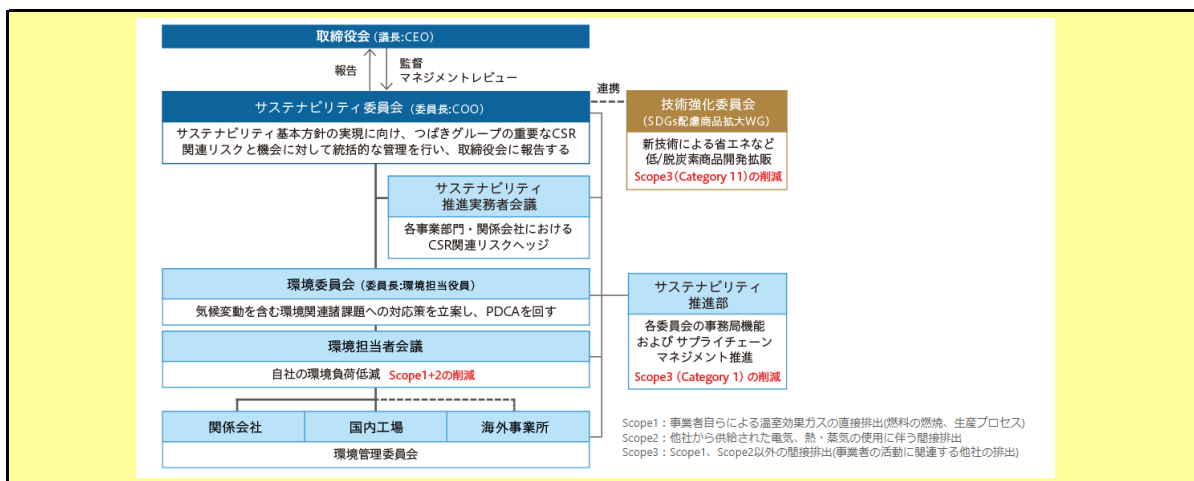 取締役会(議長:CEO)
報告
監督
マネジメントレビュー
サステナビリティ委員会(委員長:COO)
サステナビリティ基本方針の実現に向け、つばきグループの重要なCSR
関連リスクと機会に対して統括的な管理を行い、取締役会に報告する
連携
技術強化委員会
(SDGs配慮商品拡大WG)
新技術による省エネなど
低/脱炭素商品開発拡販
Scope3(Category 11)の削減
サステナビリティ
推進実務者会議
各事業部門・関係会社における
CSR関連リスクヘッジ
環境委員会(委員長:環境担当役員)
気候変動を含む環境関連諸課題への対応策を立案し、PDCAを回す
サステナビリティ
推進部
各委員会の事務局機能
および サプライチェーン
マネジメント推進
Scope3 (Category 1) の削減
環境担当者会議
自社の環境負荷低減 Scope1+2の削減
関係会社
国内工場
海外事業所
環境管理委員会
Scope1:事業者自らによる温室効果ガスの直接排出(燃料の燃焼、生産プロセス)
Scope2:他社から供給された電気、熱・蒸気の使用に伴う間接排出
Scope3:Scope1、Scope2以外の間接排出(事業者の活動に関連する他社の排出)